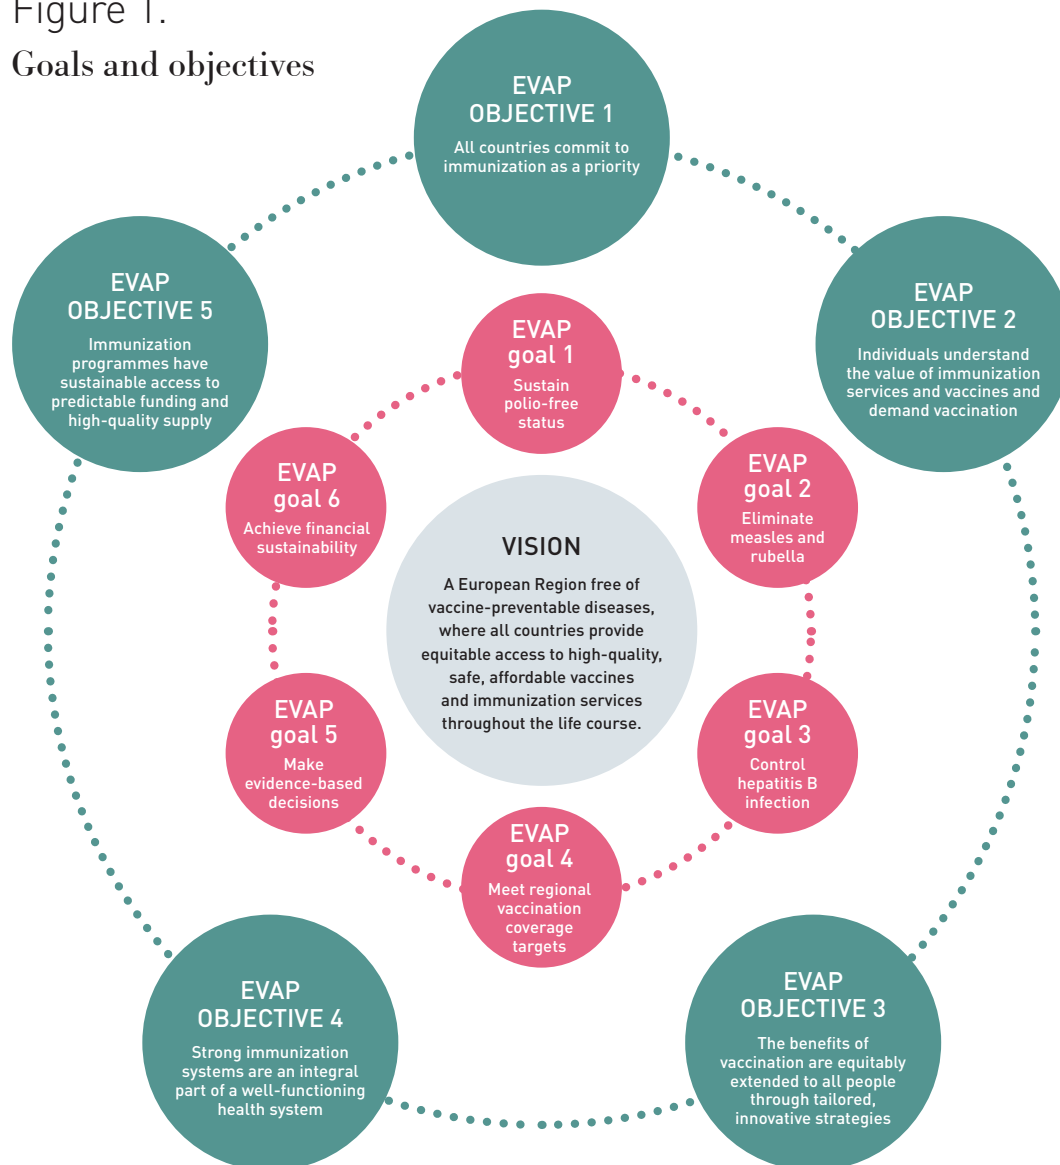 Figure 1.
Goals and objectives
EVAP
OBJECTIVE 1
All countries commit to
immunization as a priority
EVAP
OBJECTIVE 2
Individuals understand
the value of immunization
services and vaccines and
demand vaccination
EVAP
OBJECTIVE 3
The benefits of
vaccination are equitably
extended to all people
through tailored,
innovative strategies
EVAP
OBJECTIVE 4
Strong immunization
systems are an integral
part of a well-functioning
health system
EVAP
OBJECTIVE 5
Immunization
programmes have
sustainable access to
predictable funding and
high-quality supply
EVAP
goal 1
Sustain
polio-free
status
EVAP
goal 2
Eliminate
measles and
rubella
EVAP
goal 3
Control
hepatitis B
infection
EVAP
goal 4
Meet regional
vaccination
coverage
targets
EVAP
goal 5
Make
evidence-based
decisions
EVAP
goal 6
Achieve financial
sustainability
VISION
A European Region free of
vaccine-preventable diseases,
where all countries provide
equitable access to high-quality,
safe, affordable vaccines
and immunization services
throughout the life course.